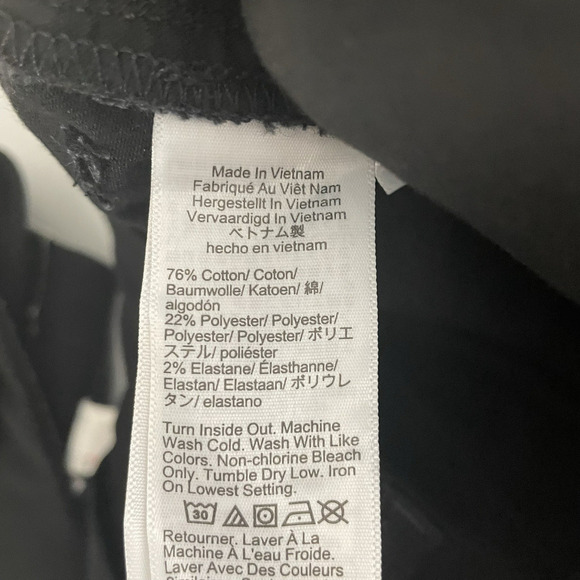 Made In Vietnam
Fabriqué Au Viêt Nam
Hergestellt In Vietnam
Vervaardigd In Vietnam
ベトナム製
hecho en vietnam
76% Cotton/ Coton/
Baumwolle/ Katoen/ 綿/
algodón
22% Polyester/ Polyester/
Polyester/ Polyester/ ポリエ
ステル/ poliéster
2% Elastane/ Élasthanne/
Elastan/ Elastaan/ ポリウレ
タン/ elastano
Turn Inside Out. Machine
Wash Cold. Wash With Like
Colors. Non-chlorine Bleach
Only. Tumble Dry Low. Iron
On Lowest Setting.
30
Retourner. Laver À La
Machine À L'eau Froide.
Laver Avec Des Couleurs